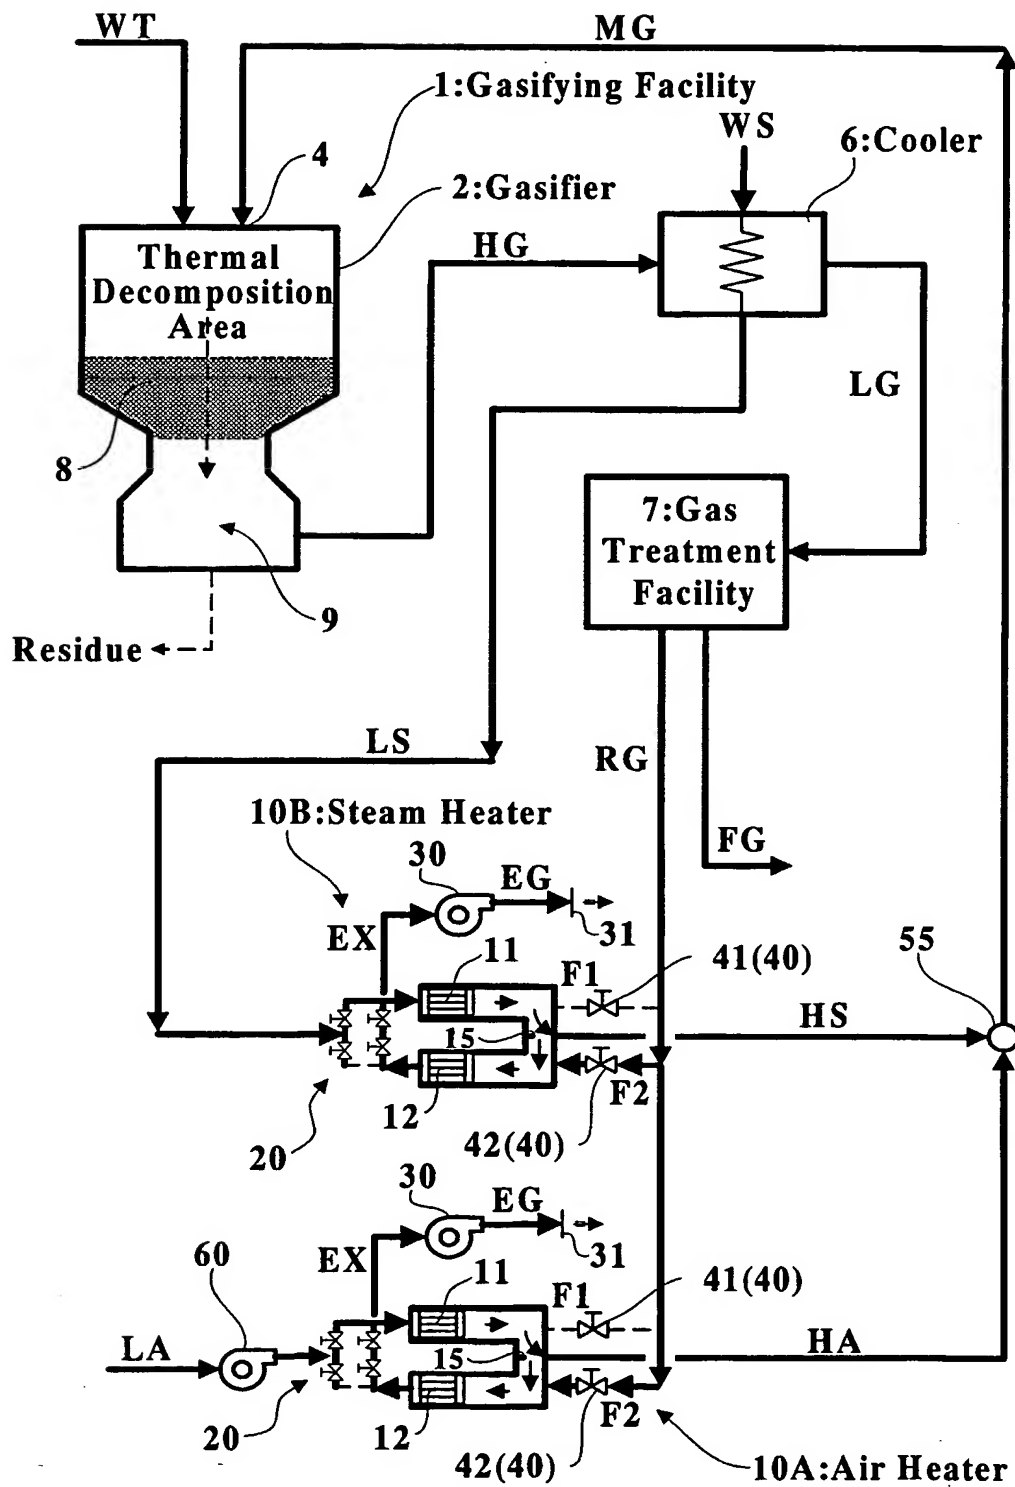 WT
MG
1:Gasifying Facility
WS
6:Cooler
4
2:Gasifier
HG
Thermal
Decomposition
Area
LG
8
7:Gas
Treatment
Facility
9
Residue
LS
RG
10B:Steam Heater
FG
30
EG
EX
31
55
11
F1
41(40)
HS
15
12
F2
20
42(40)
30
EG
60
EX
31
11
F1
41(40)
LA
HA
15
20
12
F2
42(40)
10A:Air Heater